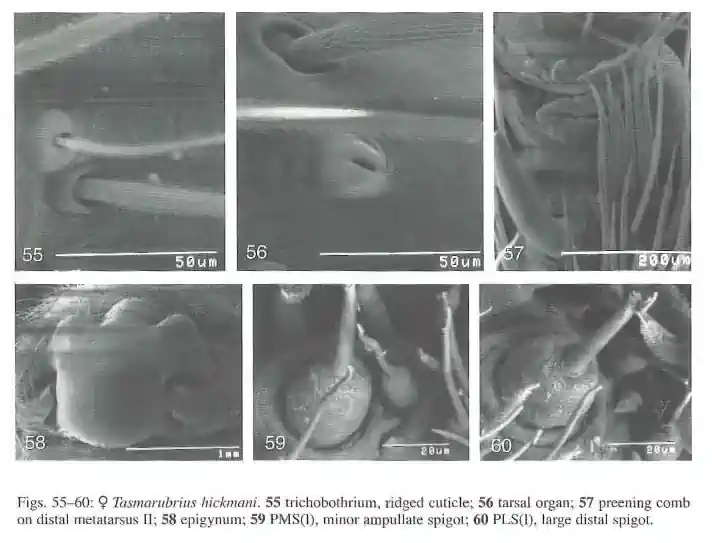 55
50um
56
50um
57
200um
58
1mm
59
20um
60
20um
Figs. 55–60: ♀ Tasmarubrius hickmani. 55 trichobothrium, ridged cuticle; 56 tarsal organ; 57 preening comb
on distal metatarsus II; 58 epigynum; 59 PMS(l), minor ampullate spigot; 60 PLS(l), large distal spigot.